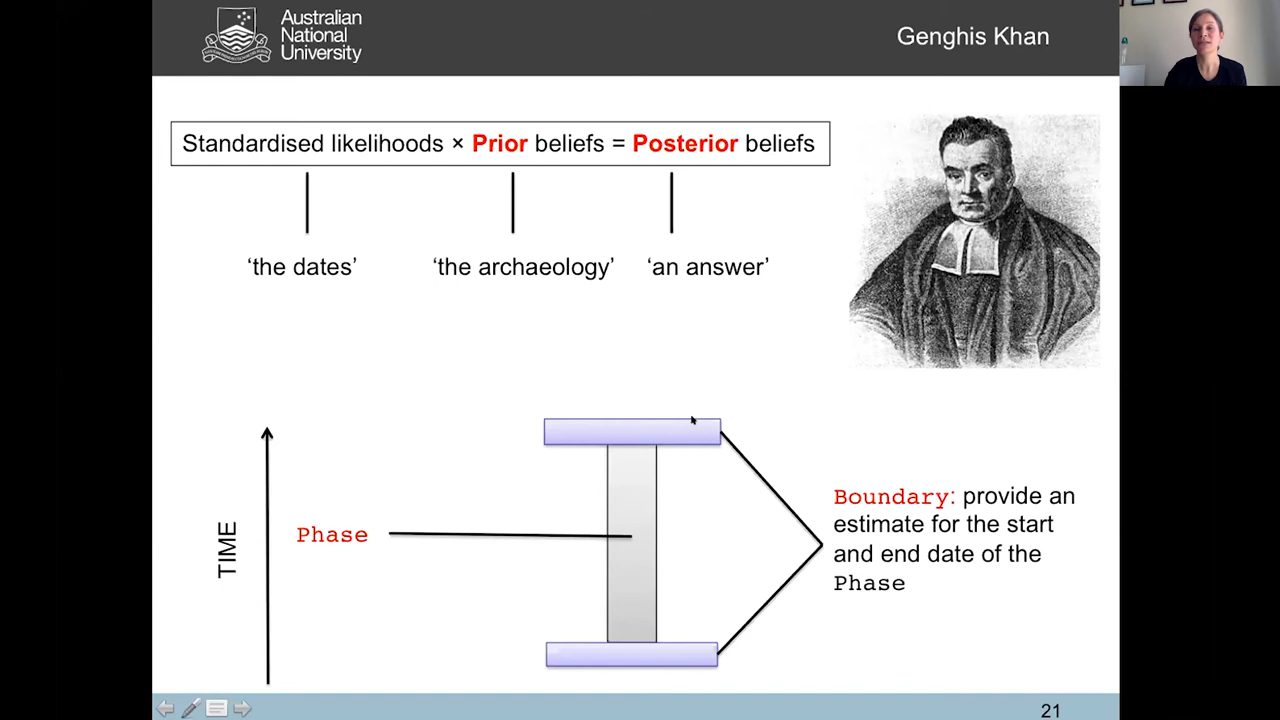 Australian
National
University
Genghis Khan
Standardised likelihoods × Prior beliefs = Posterior beliefs
‘the dates’
‘the archaeology’
‘an answer’
TIME
Phase
Boundary: provide an
estimate for the start
and end date of the
Phase
21